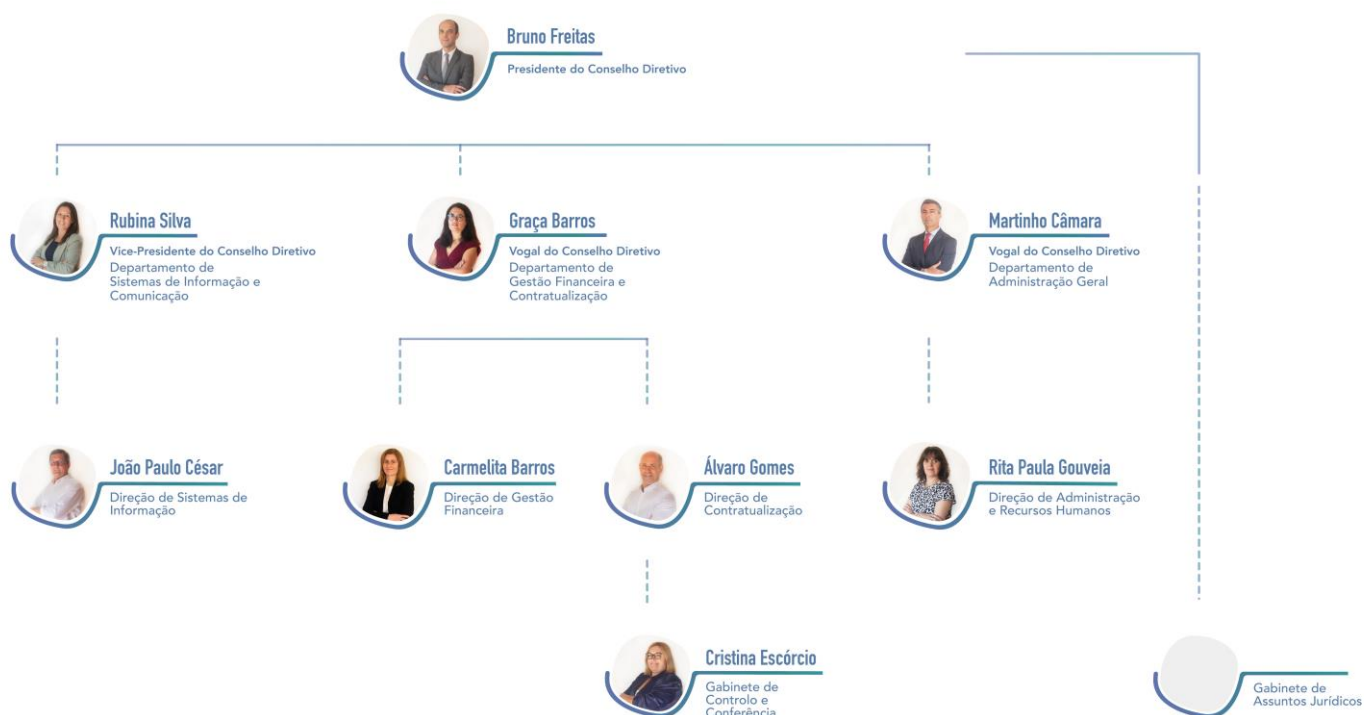 Bruno Freitas
Presidente do Conselho Diretivo
Rubina Silva
Vice-Presidente do Conselho Diretivo
Departamento de
Sistemas de Informação e
Comunicação
Graça Barros
Vogal do Conselho Diretivo
Departamento de
Gestão Financeira e
Contratualização
Martinho Câmara
Vogal do Conselho Diretivo
Departamento de
Administração Geral
João Paulo César
Direção de Sistemas de
Informação
Carmelita Barros
Direção de Gestão
Financeira
Álvaro Gomes
Direção de
Contratualização
Rita Paula Gouveia
Direção de Administração
e Recursos Humanos
Cristina Escórcio
Gabinete de
Controlo e
Conferência
Gabinete de
Assuntos Jurídicos